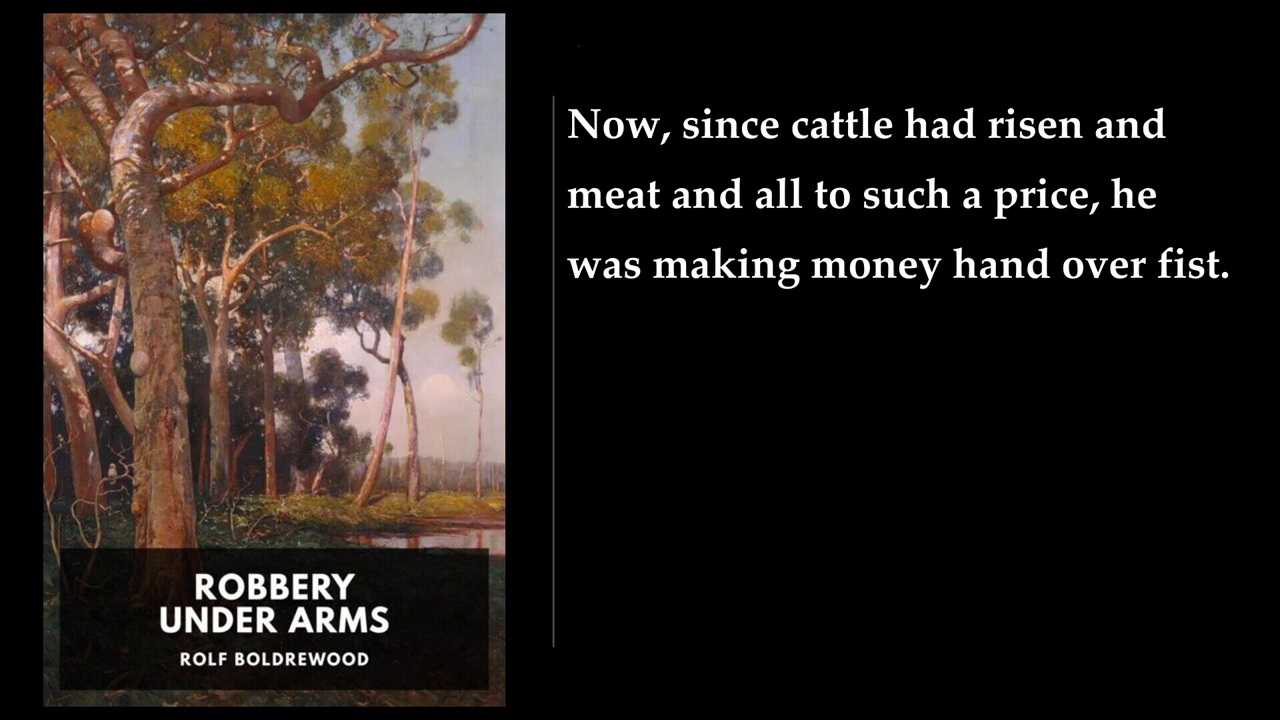 Now, since cattle had risen and
meat and all to such a price, he
was making money hand over fist.
ROBBERY
UNDER ARMS
ROLF BOLDREWOOD